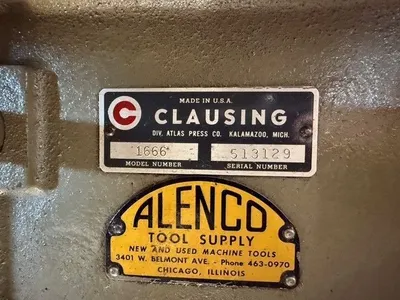 MADE IN U.S.A.
C CLAUSING
DIV. ATLAS PRESS CO. KALAMAZOO, MICH.
1666 513129
MODEL NUMBER SERIAL NUMBER
ALENCO
TOOL SUPPLY
NEW AND USED MACHINE TOOLS
3401 W. BELMONT AVE. - Phone 463-0970
CHICAGO, ILLINOIS